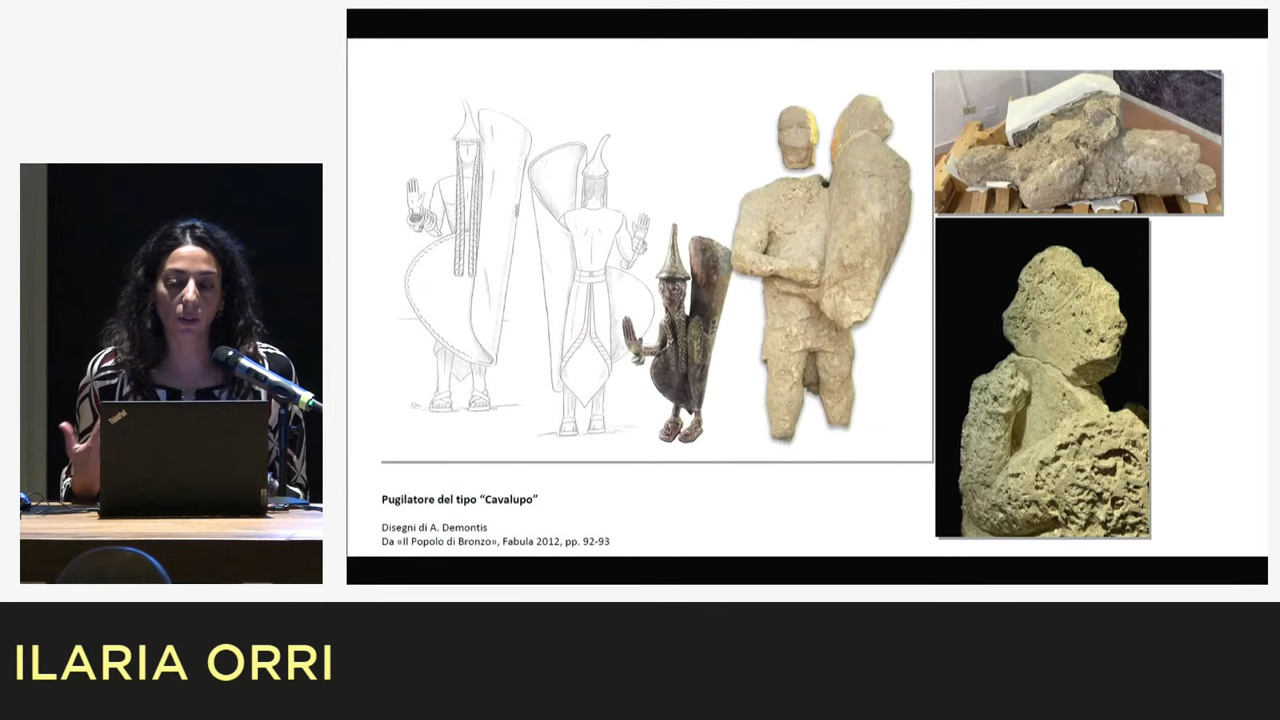 ThinkPad
Pugilatore del tipo “Cavalupo”
Disegni di A. Demontis
Da «Il Popolo di Bronzo», Fabula 2012, pp. 92-93
ILARIA ORRI